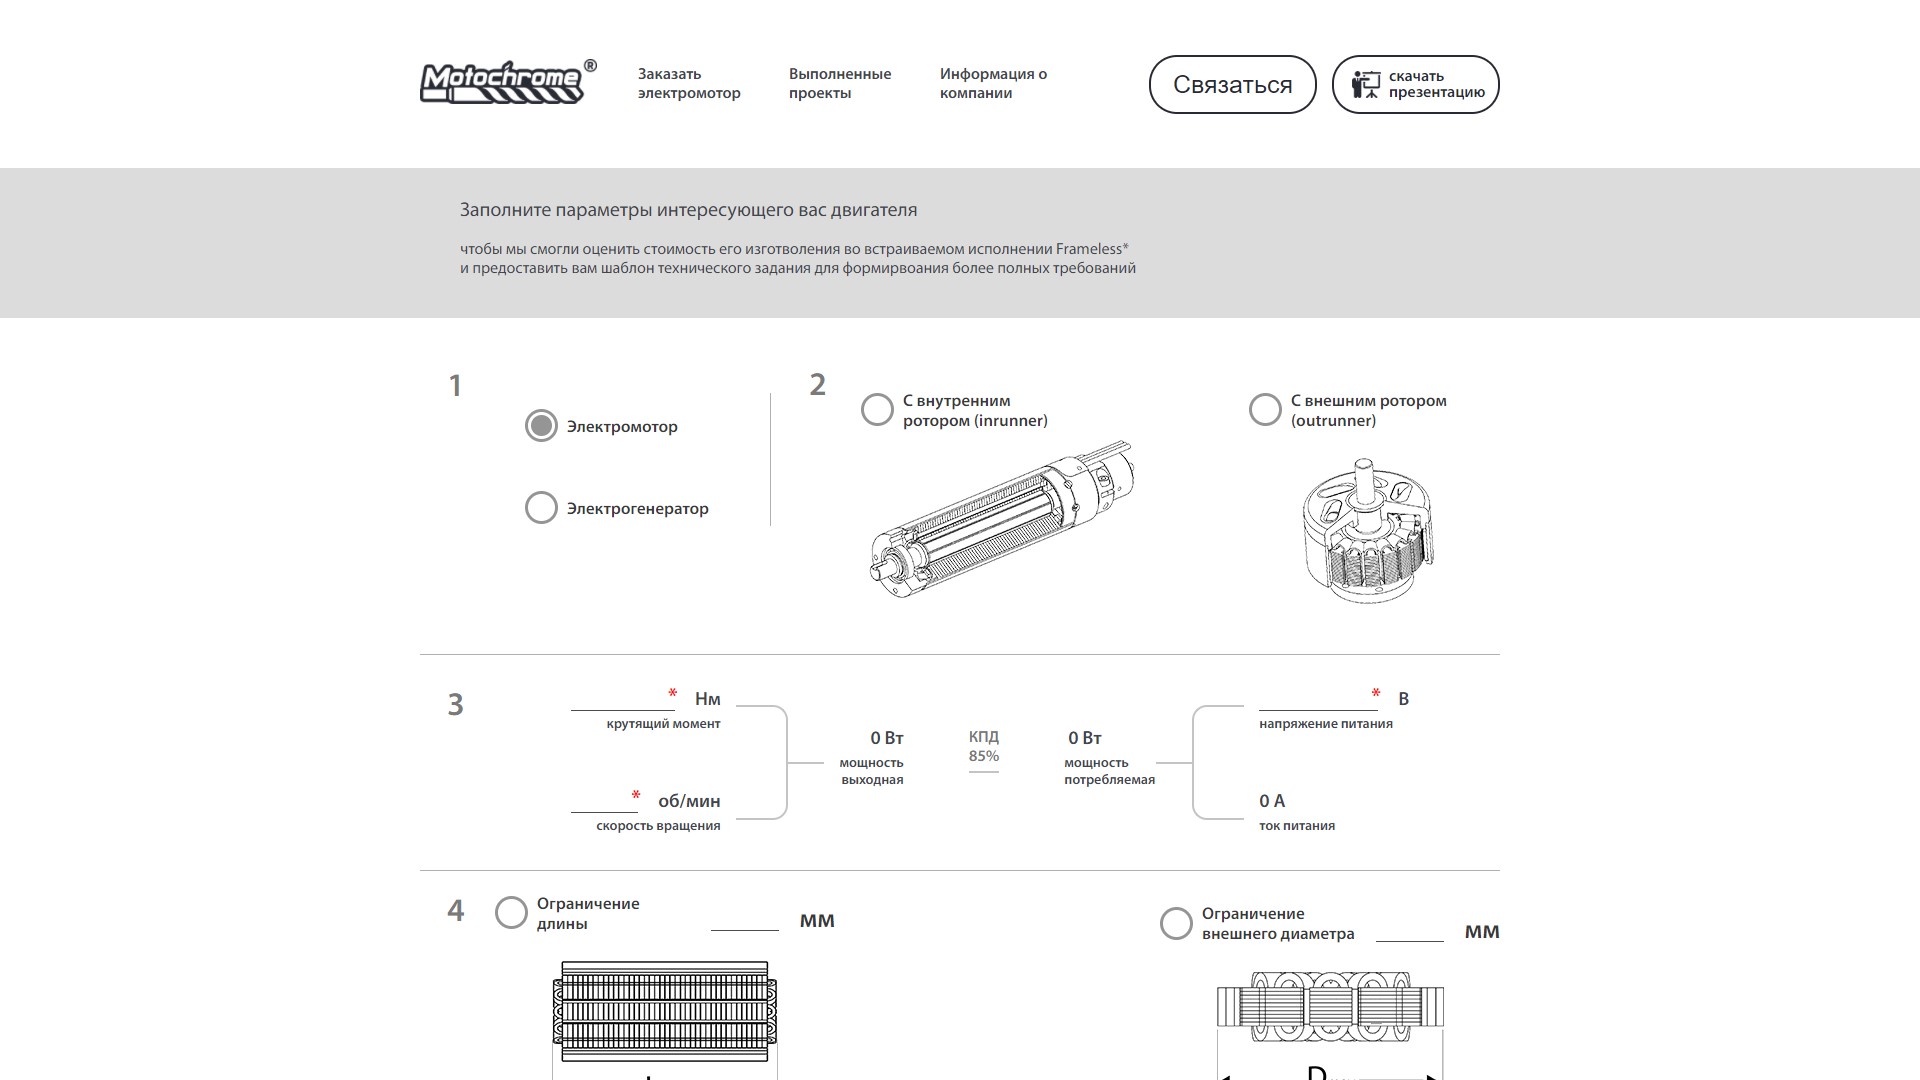 Motochrome®
Заказать
электромотор
Выполненные
проекты
Информация о
компании
Связаться
скачать
презентацию
Заполните параметры интересующего вас двигателя
чтобы мы смогли оценить стоимость его изготволения во встраиваемом исполнении Frameless*
и предоставить вам шаблон технического задания для формирвоания более полных требований
1
Электромотор
Электрогенератор
2
С внутренним
ротором (inrunner)
С внешним ротором
(outrunner)
3
* Нм
крутящий момент
* об/мин
скорость вращения
0 Вт
мощность
выходная
КПД
85%
0 Вт
мощность
потребляемая
* В
напряжение питания
0 А
ток питания
4
Ограничение
длины
мм
Ограничение
внешнего диаметра
мм